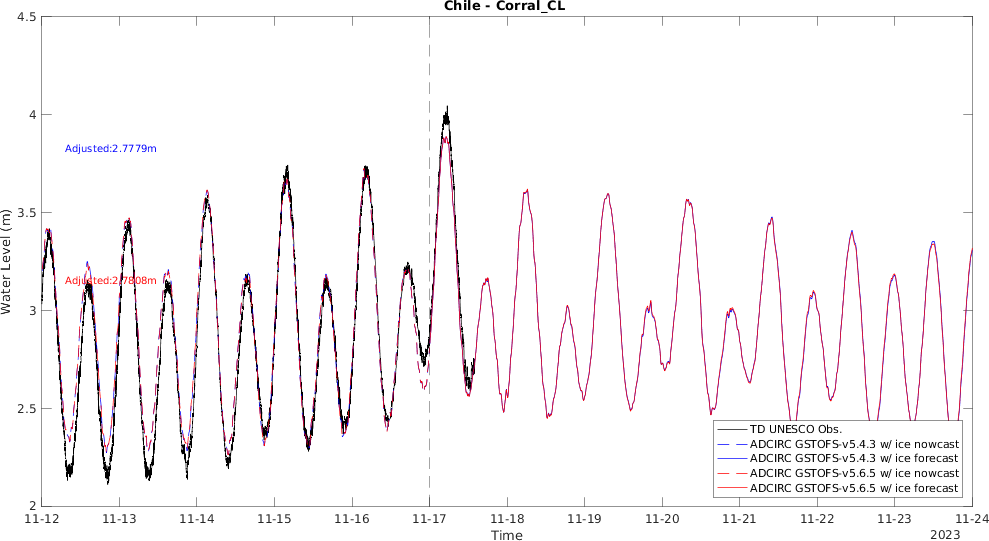 Chile - Corral_CL
4.5
4
3.5
3
2.5
2
Water Level (m)
Adjusted:2.7779m
Adjusted:2.7808m
TD UNESCO Obs.
ADCIRC GSTOFS-v5.4.3 w/ ice nowcast
ADCIRC GSTOFS-v5.4.3 w/ ice forecast
ADCIRC GSTOFS-v5.6.5 w/ ice nowcast
ADCIRC GSTOFS-v5.6.5 w/ ice forecast
11-12 11-13 11-14 11-15 11-16 11-17 11-18 11-19 11-20 11-21 11-22 11-23 11-24
Time
2023